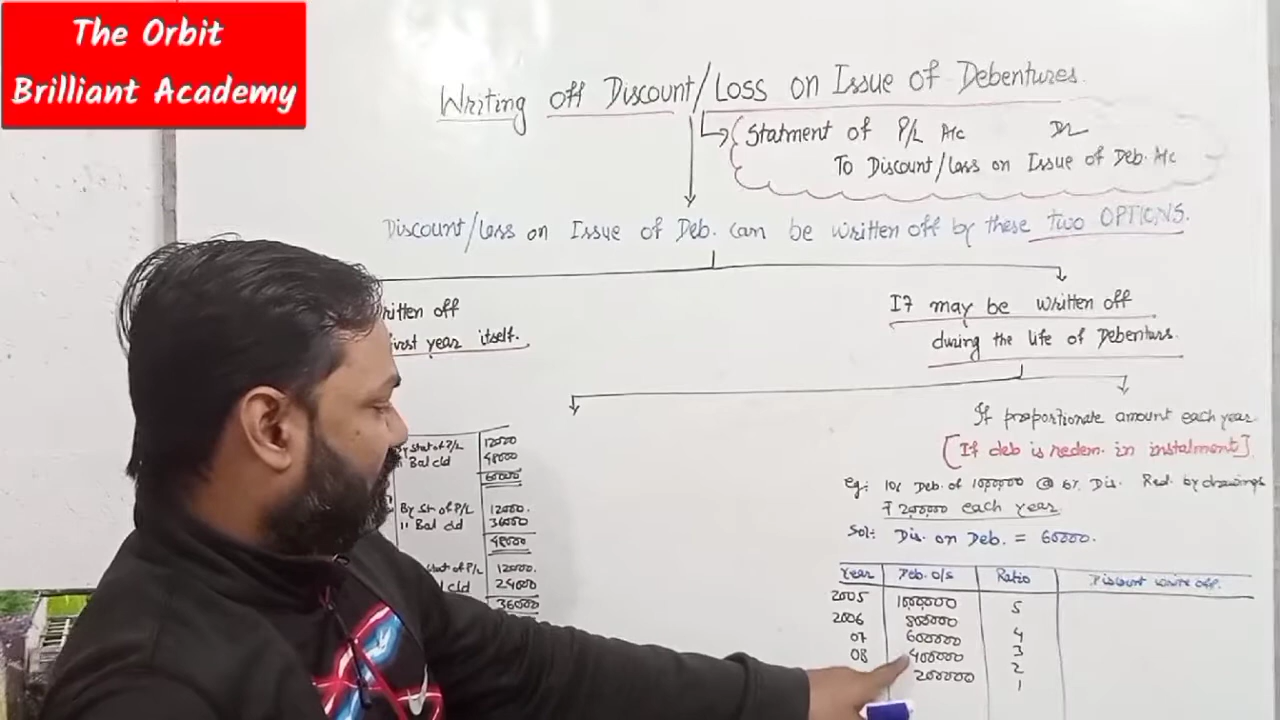 The Orbit
Brilliant Academy
Writing off Discount/Loss on Issue of Debentures.
(Statment of P/L A/c Dr
To Discount/Loss on Issue of Deb. A/c
Discount/Loss on Issue of Deb. can be written off by these two OPTIONS.
ritten off
irst year itself.
It may be written off
during the life of Debenturs.
If proportionate amount each year
[If deb is redem. in instalment]
eg:- 10% Deb. of 1000000 @ 6% Dis. Red. by drawings
₹ 200000 each year.
Sol:- Dis. on Deb. = 60000.
Year Deb. o/s Ratio Discount write off.
2005 1000000 5
2006 800000 4
07 600000 3
08 400000 2
200000 1
By Stat of P/L 12000
" Bal c/d 48000
60000
By St. of P/L 12000.
" Bal c/d 36000
48000
Stat of P/L 12000.
c/d 24000
36000